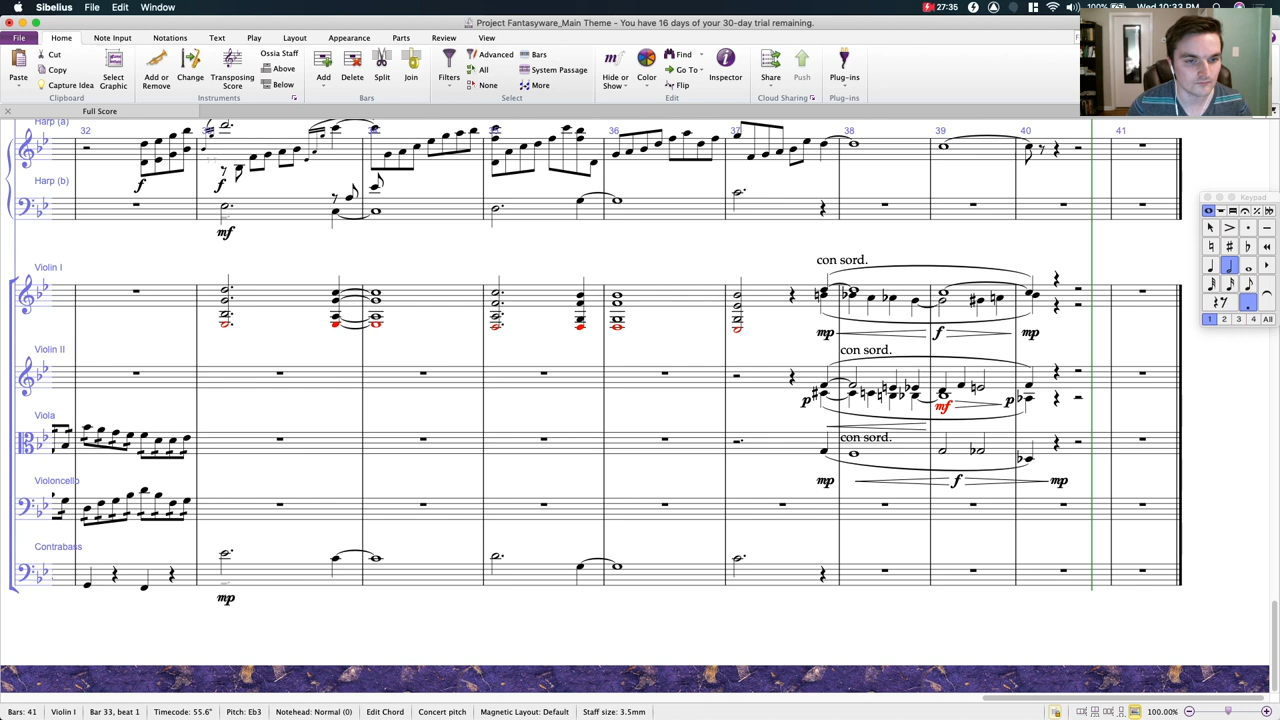 Sibelius File Edit Window 27:35 10:33 PM
Project Fantasyware_Main Theme - You have 16 days of your 30-day trial remaining.
File Home Note Input Notations Text Play Layout Appearance Parts Review View
Paste Cut Copy Capture Idea Select Graphic Clipboard
Add or Remove Change Transposing Score Ossia Staff Above Below Instruments
Add Delete Split Join Bars
Filters Advanced All None Bars System Passage More Select
Hide or Show Color Find Go To Flip Inspector Edit
Share Push Cloud Sharing
Plug-ins Plug-ins
Full Score
Harp (a) 32 35 36 37 38 39 40 41
f f
Harp (b)
mf
Keypad
1 2 3 4 All
Violin I con sord.
mp f mp
Violin II con sord.
p mf p
Viola con sord.
mp f mp
Violoncello
Contrabass
mp
Bars: 41 Violin I Bar 33, beat 1 Timecode: 55.6" Pitch: Eb3 Notehead: Normal (0) Edit Chord Concert pitch Magnetic Layout: Default Staff size: 3.5mm 100.00%